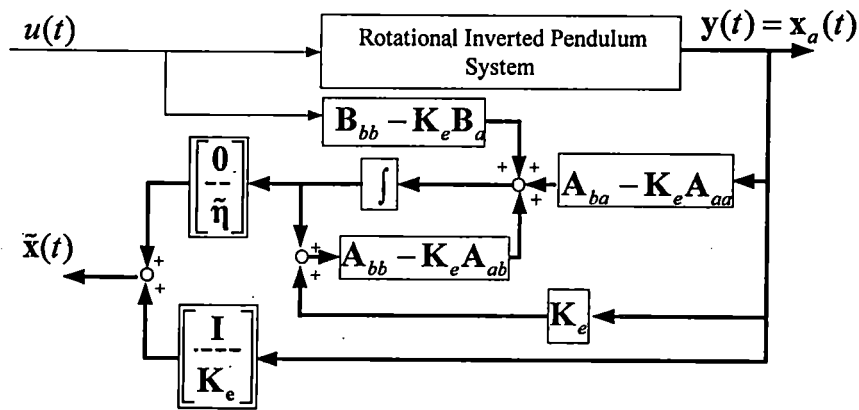 u(t)
Rotational Inverted Pendulum
System
y(t) = x_a(t)
B_bb − K_e B_a
+ +
+ +
∫
[0 / η̃]
A_ba − K_e A_aa
x̃(t)
+
+
+
+
A_bb − K_e A_ab
K_e
[I / K_e]